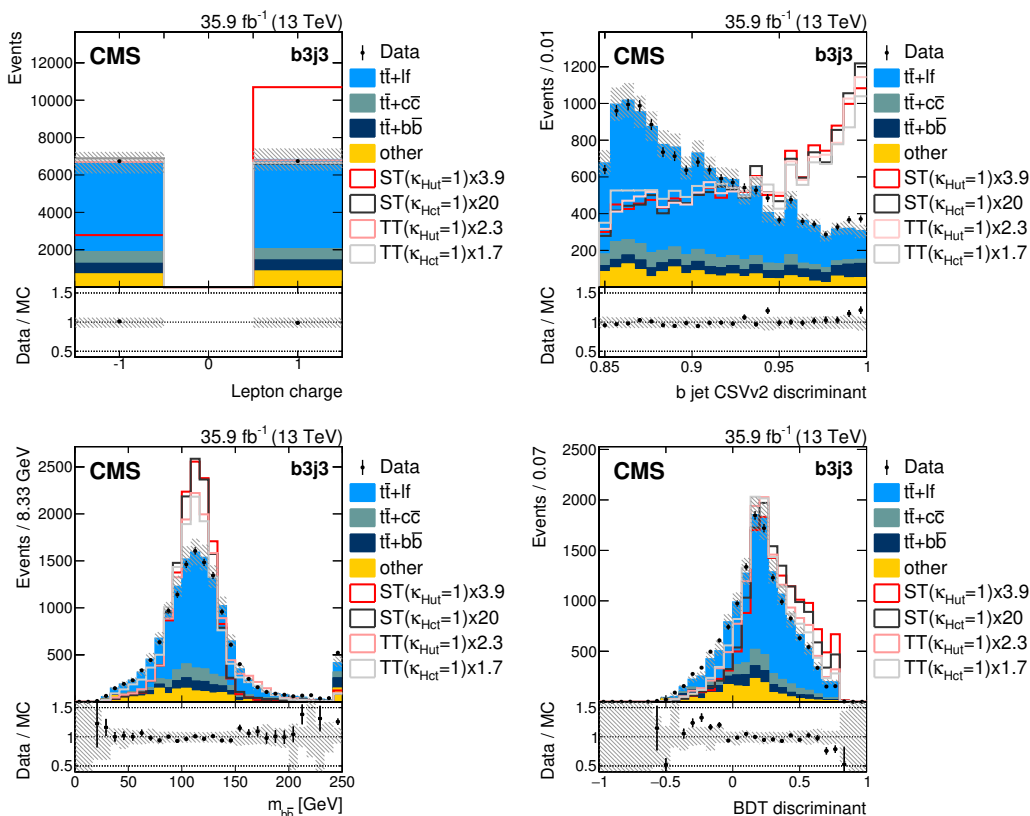 35.9 fb⁻¹ (13 TeV)
Events
CMS
b3j3
Data
tt̄+lf
tt̄+cc̄
tt̄+bb̄
other
ST(κHut=1)x3.9
ST(κHct=1)x20
TT(κHut=1)x2.3
TT(κHct=1)x1.7
12000
10000
8000
6000
4000
2000
Data / MC
1.5
1
0.5
-1
0
1
Lepton charge
35.9 fb⁻¹ (13 TeV)
Events / 0.01
CMS
b3j3
Data
tt̄+lf
tt̄+cc̄
tt̄+bb̄
other
ST(κHut=1)x3.9
ST(κHct=1)x20
TT(κHut=1)x2.3
TT(κHct=1)x1.7
1200
1000
800
600
400
200
Data / MC
1.5
1
0.5
0.85
0.9
0.95
1
b jet CSVv2 discriminant
35.9 fb⁻¹ (13 TeV)
Events / 8.33 GeV
CMS
b3j3
Data
tt̄+lf
tt̄+cc̄
tt̄+bb̄
other
ST(κHut=1)x3.9
ST(κHct=1)x20
TT(κHut=1)x2.3
TT(κHct=1)x1.7
2500
2000
1500
1000
500
Data / MC
1.5
1
0.5
0
50
100
150
200
250
mbb̄ [GeV]
35.9 fb⁻¹ (13 TeV)
Events / 0.07
CMS
b3j3
Data
tt̄+lf
tt̄+cc̄
tt̄+bb̄
other
ST(κHut=1)x3.9
ST(κHct=1)x20
TT(κHut=1)x2.3
TT(κHct=1)x1.7
2500
2000
1500
1000
500
Data / MC
1.5
1
0.5
−1
−0.5
0
0.5
1
BDT discriminant